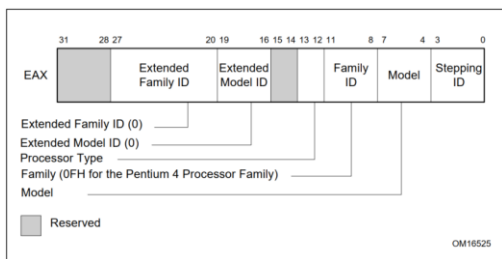 31 28 27 20 19 16 15 14 13 12 11 8 7 4 3 0
EAX
Extended Family ID
Extended Model ID
Family ID
Model
Stepping ID
Extended Family ID (0)
Extended Model ID (0)
Processor Type
Family (0FH for the Pentium 4 Processor Family)
Model
Reserved
OM16525